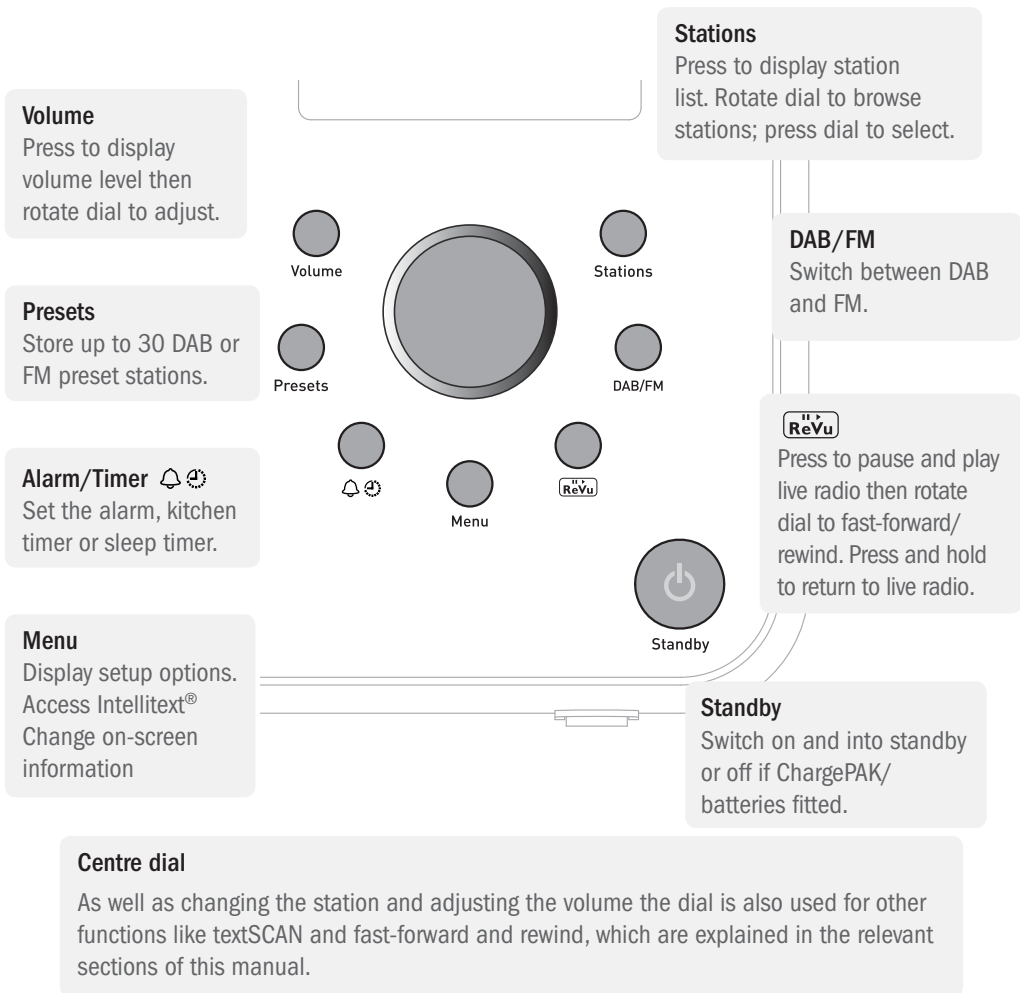 Stations
Press to display station
list. Rotate dial to browse
stations; press dial to select.
Volume
Press to display
volume level then
rotate dial to adjust.
DAB/FM
Switch between DAB
and FM.
Presets
Store up to 30 DAB or
FM preset stations.
Volume
Stations
Presets
DAB/FM
ReVu
Press to pause and play
live radio then rotate
dial to fast-forward/
rewind. Press and hold
to return to live radio.
Alarm/Timer
Set the alarm, kitchen
timer or sleep timer.
ReVu
Menu
Standby
Menu
Display setup options.
Access Intellitext®
Change on-screen
information
Standby
Switch on and into standby
or off if ChargePAK/
batteries fitted.
Centre dial
As well as changing the station and adjusting the volume the dial is also used for other
functions like textSCAN and fast-forward and rewind, which are explained in the relevant
sections of this manual.